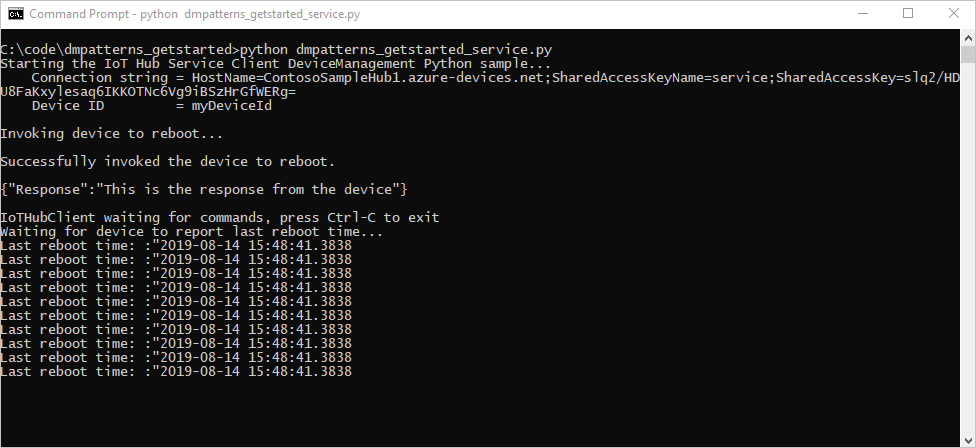 Command Prompt - python  dmpatterns_getstarted_service.py
C:\code\dmpatterns_getstarted>python dmpatterns_getstarted_service.py
Starting the IoT Hub Service Client DeviceManagement Python sample...
    Connection string = HostName=ContosoSampleHub1.azure-devices.net;SharedAccessKeyName=service;SharedAccessKey=slq2/HD
U8FaKxylesaq6IKKOTNc6Vg9iBSzHrGfWERg=
    Device ID         = myDeviceId
Invoking device to reboot...
Successfully invoked the device to reboot.
{"Response":"This is the response from the device"}
IoTHubClient waiting for commands, press Ctrl-C to exit
Waiting for device to report last reboot time...
Last reboot time: :"2019-08-14 15:48:41.3838
Last reboot time: :"2019-08-14 15:48:41.3838
Last reboot time: :"2019-08-14 15:48:41.3838
Last reboot time: :"2019-08-14 15:48:41.3838
Last reboot time: :"2019-08-14 15:48:41.3838
Last reboot time: :"2019-08-14 15:48:41.3838
Last reboot time: :"2019-08-14 15:48:41.3838
Last reboot time: :"2019-08-14 15:48:41.3838
Last reboot time: :"2019-08-14 15:48:41.3838
Last reboot time: :"2019-08-14 15:48:41.3838